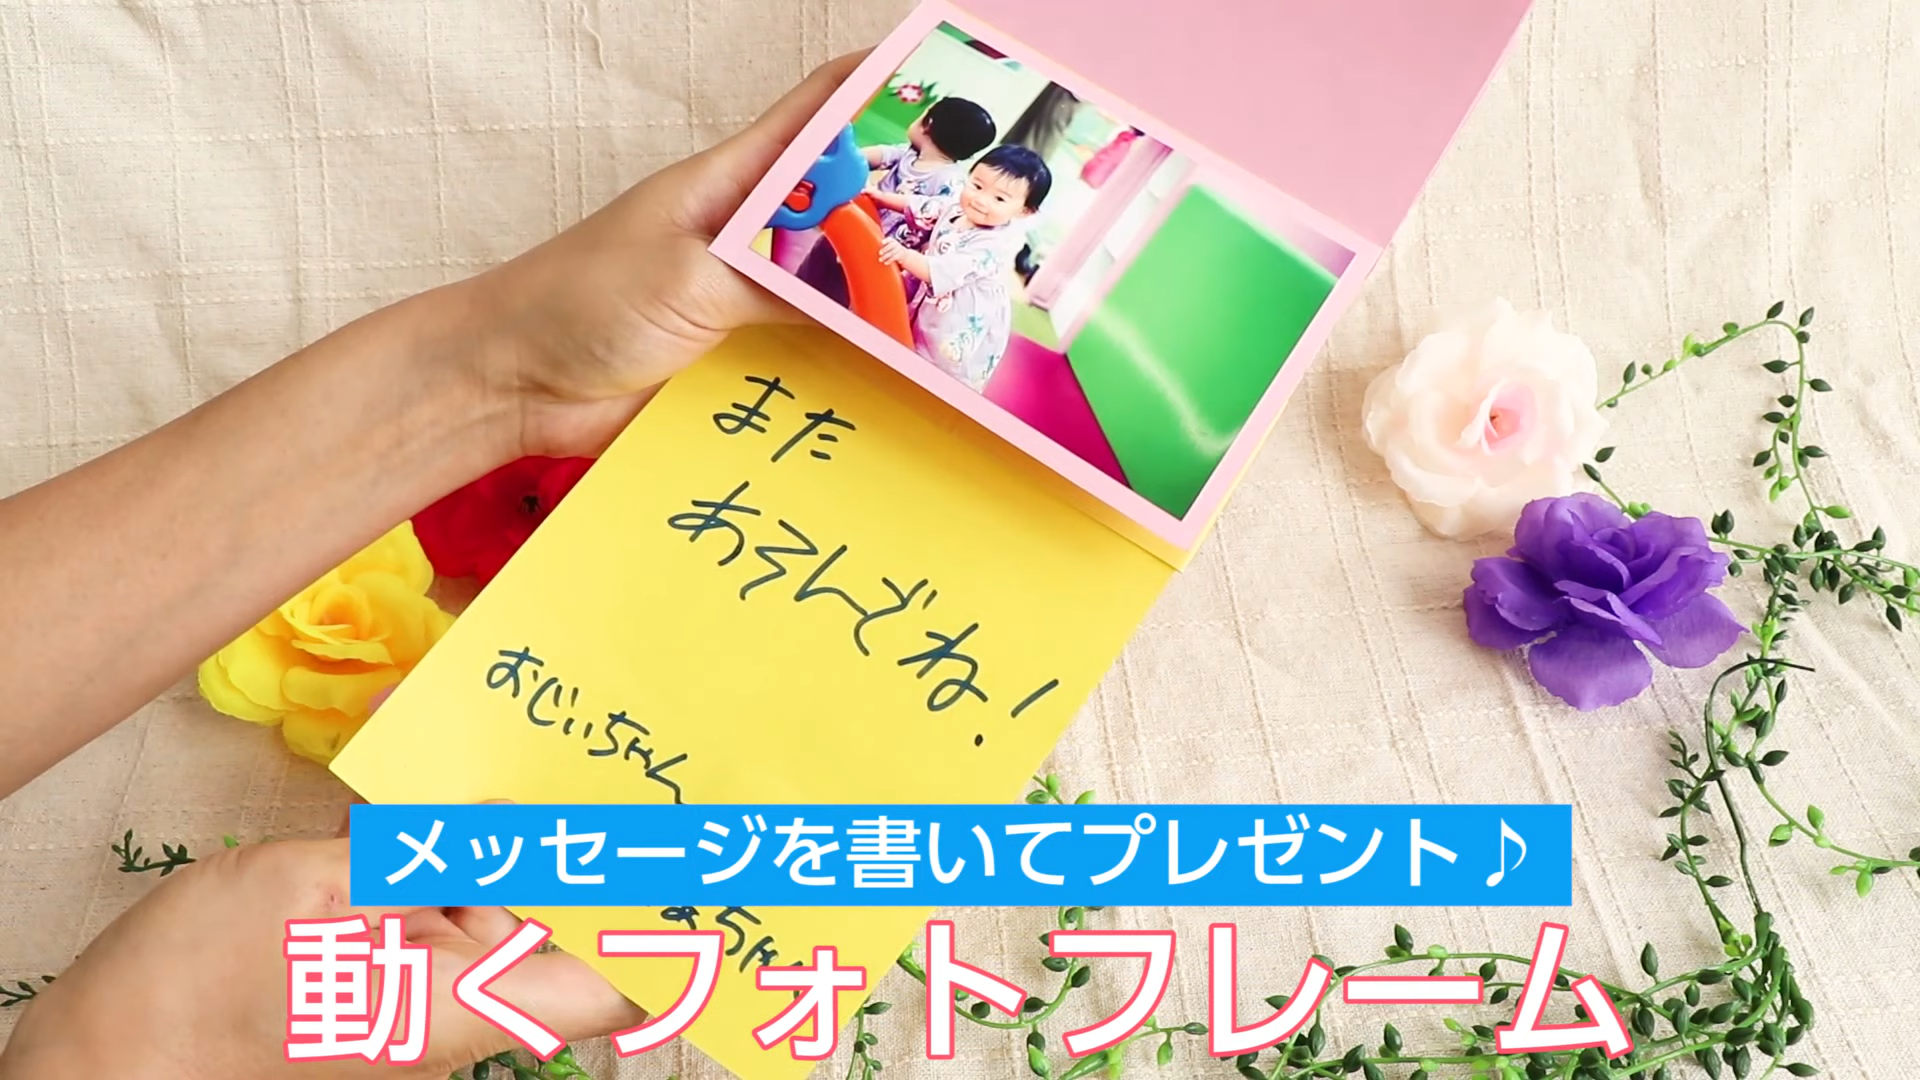 また
あそんでね!
おじいちゃん
メッセージを書いてプレゼント♪
動くフォトフレーム